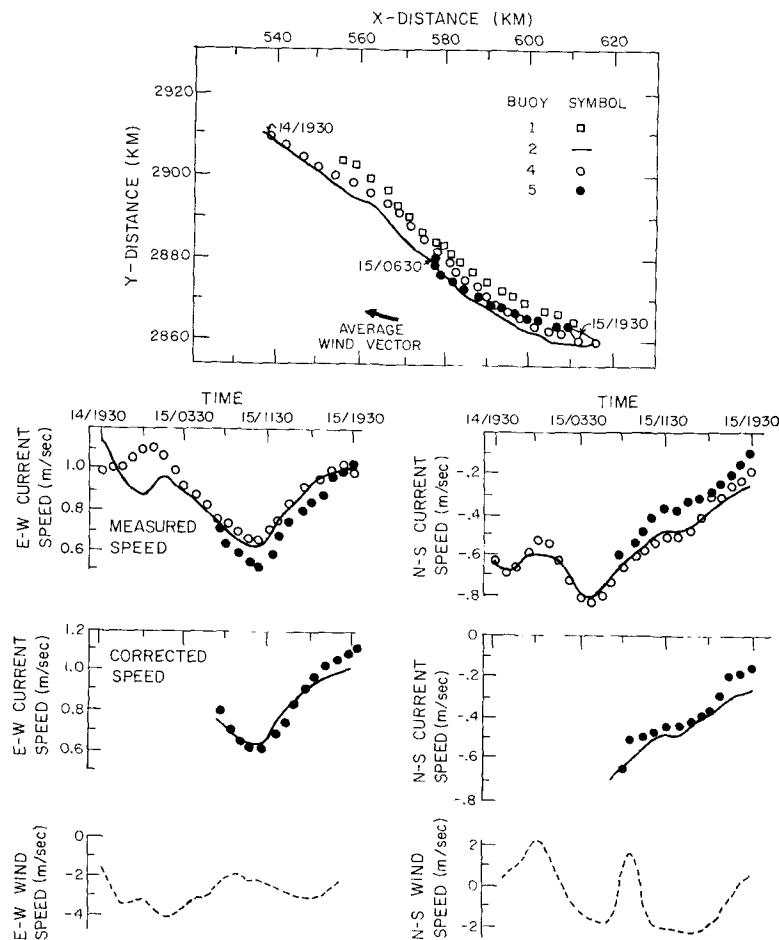 X-DISTANCE (KM)
540 560 580 600 620
Y-DISTANCE (KM)
2920
2900
2880
2860
BUOY SYMBOL
1
2
4
5
14/1930
15/0630
15/1930
AVERAGE
WIND VECTOR
TIME
14/1930 15/0330 15/1130 15/1930
E-W CURRENT
SPEED (m/sec)
1.0
0.8
0.6
MEASURED
SPEED
TIME
14/1930 15/0330 15/1130 15/1930
N-S CURRENT
SPEED (m/sec)
-.2
-.4
-.6
-.8
E-W CURRENT
SPEED (m/sec)
1.2
1.0
0.8
0.6
CORRECTED
SPEED
N-S CURRENT
SPEED (m/sec)
0
-.2
-.4
-.6
-.8
E-W WIND
SPEED (m/sec)
0
-2
-4
N-S WIND
SPEED (m/sec)
2
0
-2